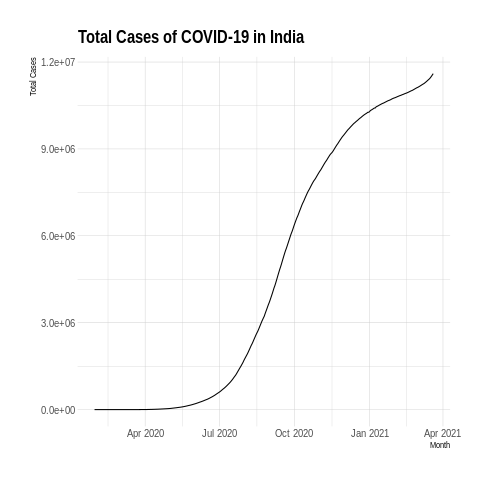 Total Cases of COVID-19 in India
Total Cases
1.2e+07
9.0e+06
6.0e+06
3.0e+06
0.0e+00
Apr 2020 Jul 2020 Oct 2020 Jan 2021 Apr 2021
Month